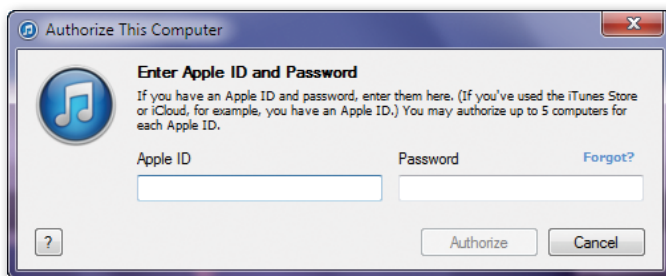 Authorize This Computer
Enter Apple ID and Password
If you have an Apple ID and password, enter them here. (If you've used the iTunes Store
or iCloud, for example, you have an Apple ID.) You may authorize up to 5 computers for
each Apple ID.
Apple ID Password Forgot?
? Authorize Cancel